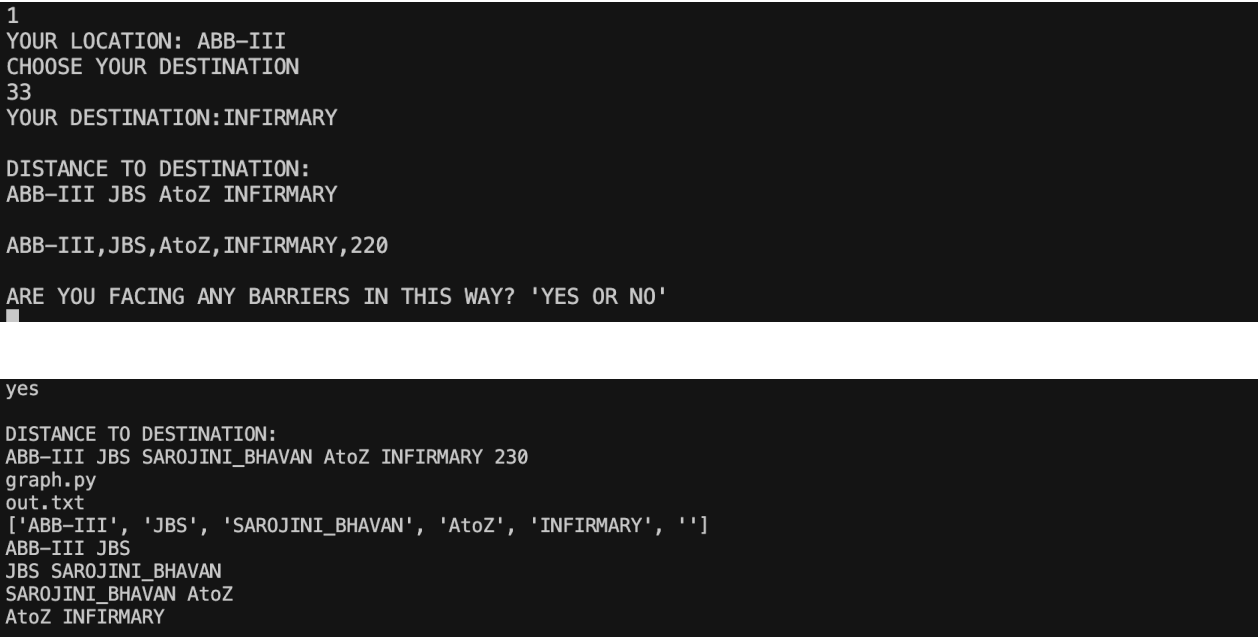 1
YOUR LOCATION: ABB-III
CHOOSE YOUR DESTINATION
33
YOUR DESTINATION:INFIRMARY
DISTANCE TO DESTINATION:
ABB-III JBS AtoZ INFIRMARY
ABB-III,JBS,AtoZ,INFIRMARY,220
ARE YOU FACING ANY BARRIERS IN THIS WAY? 'YES OR NO'
yes
DISTANCE TO DESTINATION:
ABB-III JBS SAROJINI_BHAVAN AtoZ INFIRMARY 230
graph.py
out.txt
['ABB-III', 'JBS', 'SAROJINI_BHAVAN', 'AtoZ', 'INFIRMARY', '']
ABB-III JBS
JBS SAROJINI_BHAVAN
SAROJINI_BHAVAN AtoZ
AtoZ INFIRMARY